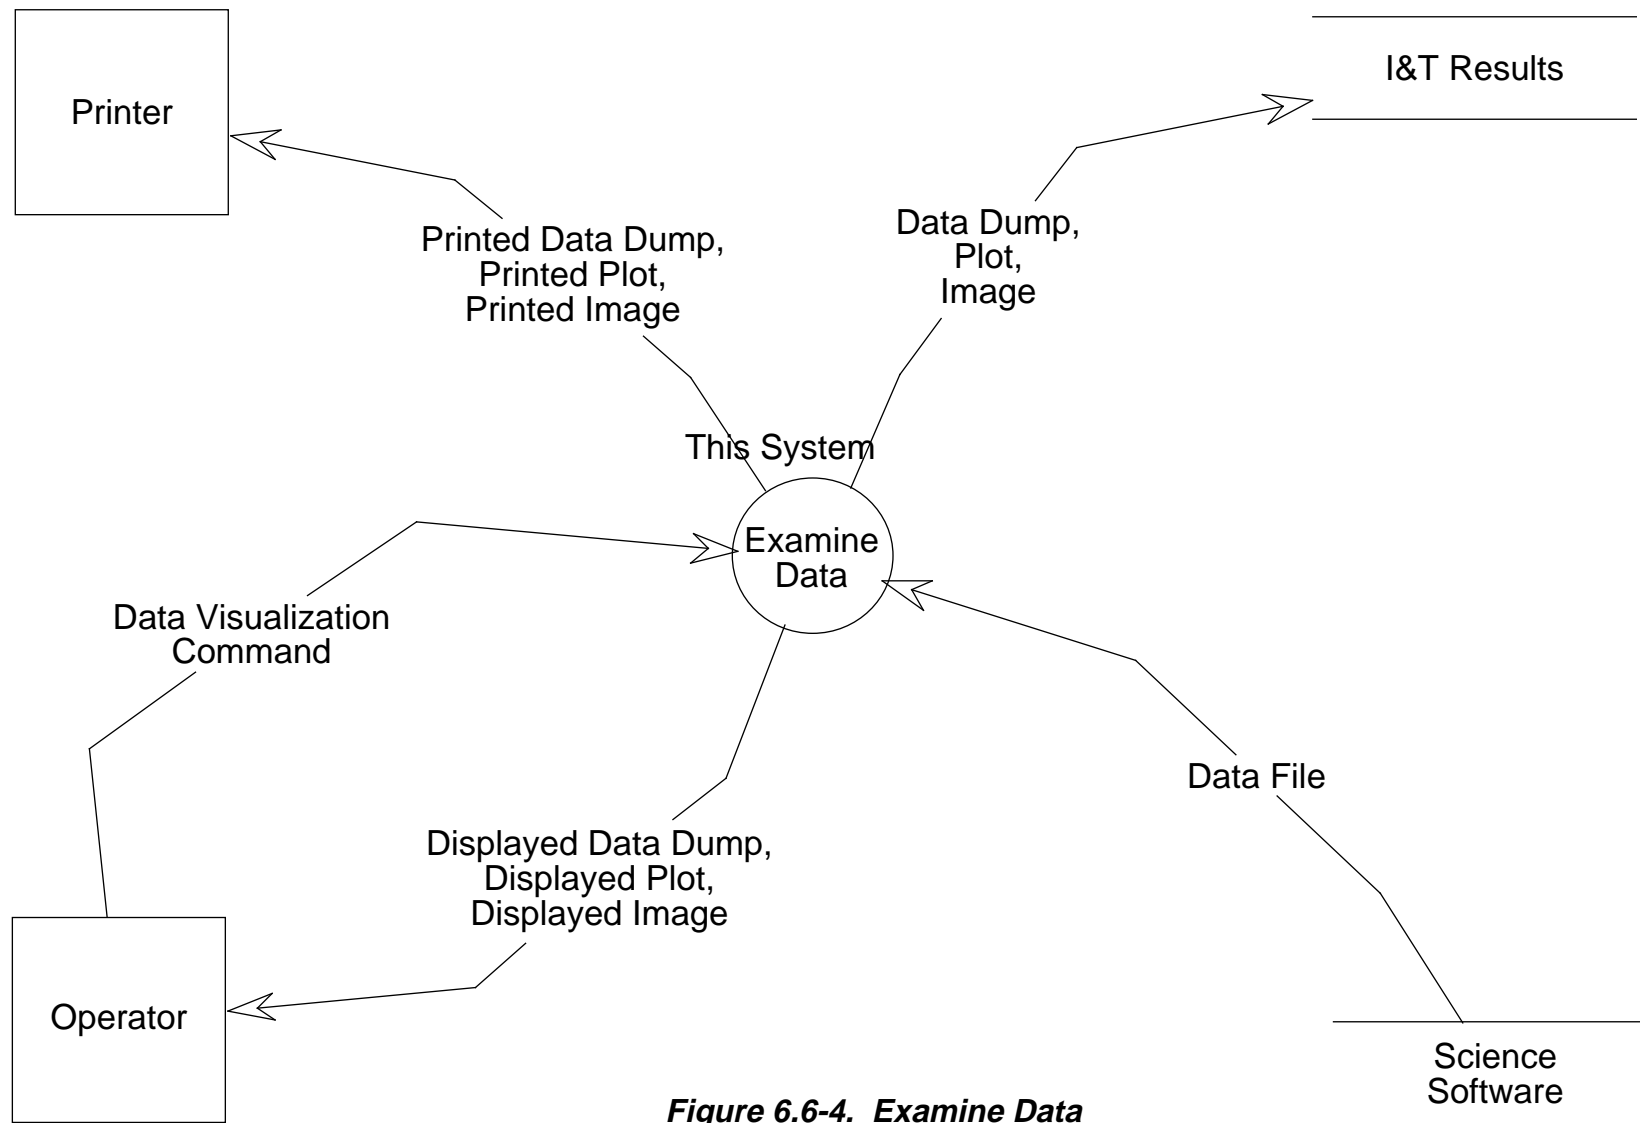 Printer
I&T Results
Printed Data Dump,
Printed Plot,
Printed Image
Data Dump,
Plot,
Image
This System
Examine
Data
Data Visualization
Command
Data File
Displayed Data Dump,
Displayed Plot,
Displayed Image
Operator
Science
Software
Figure 6.6-4. Examine Data